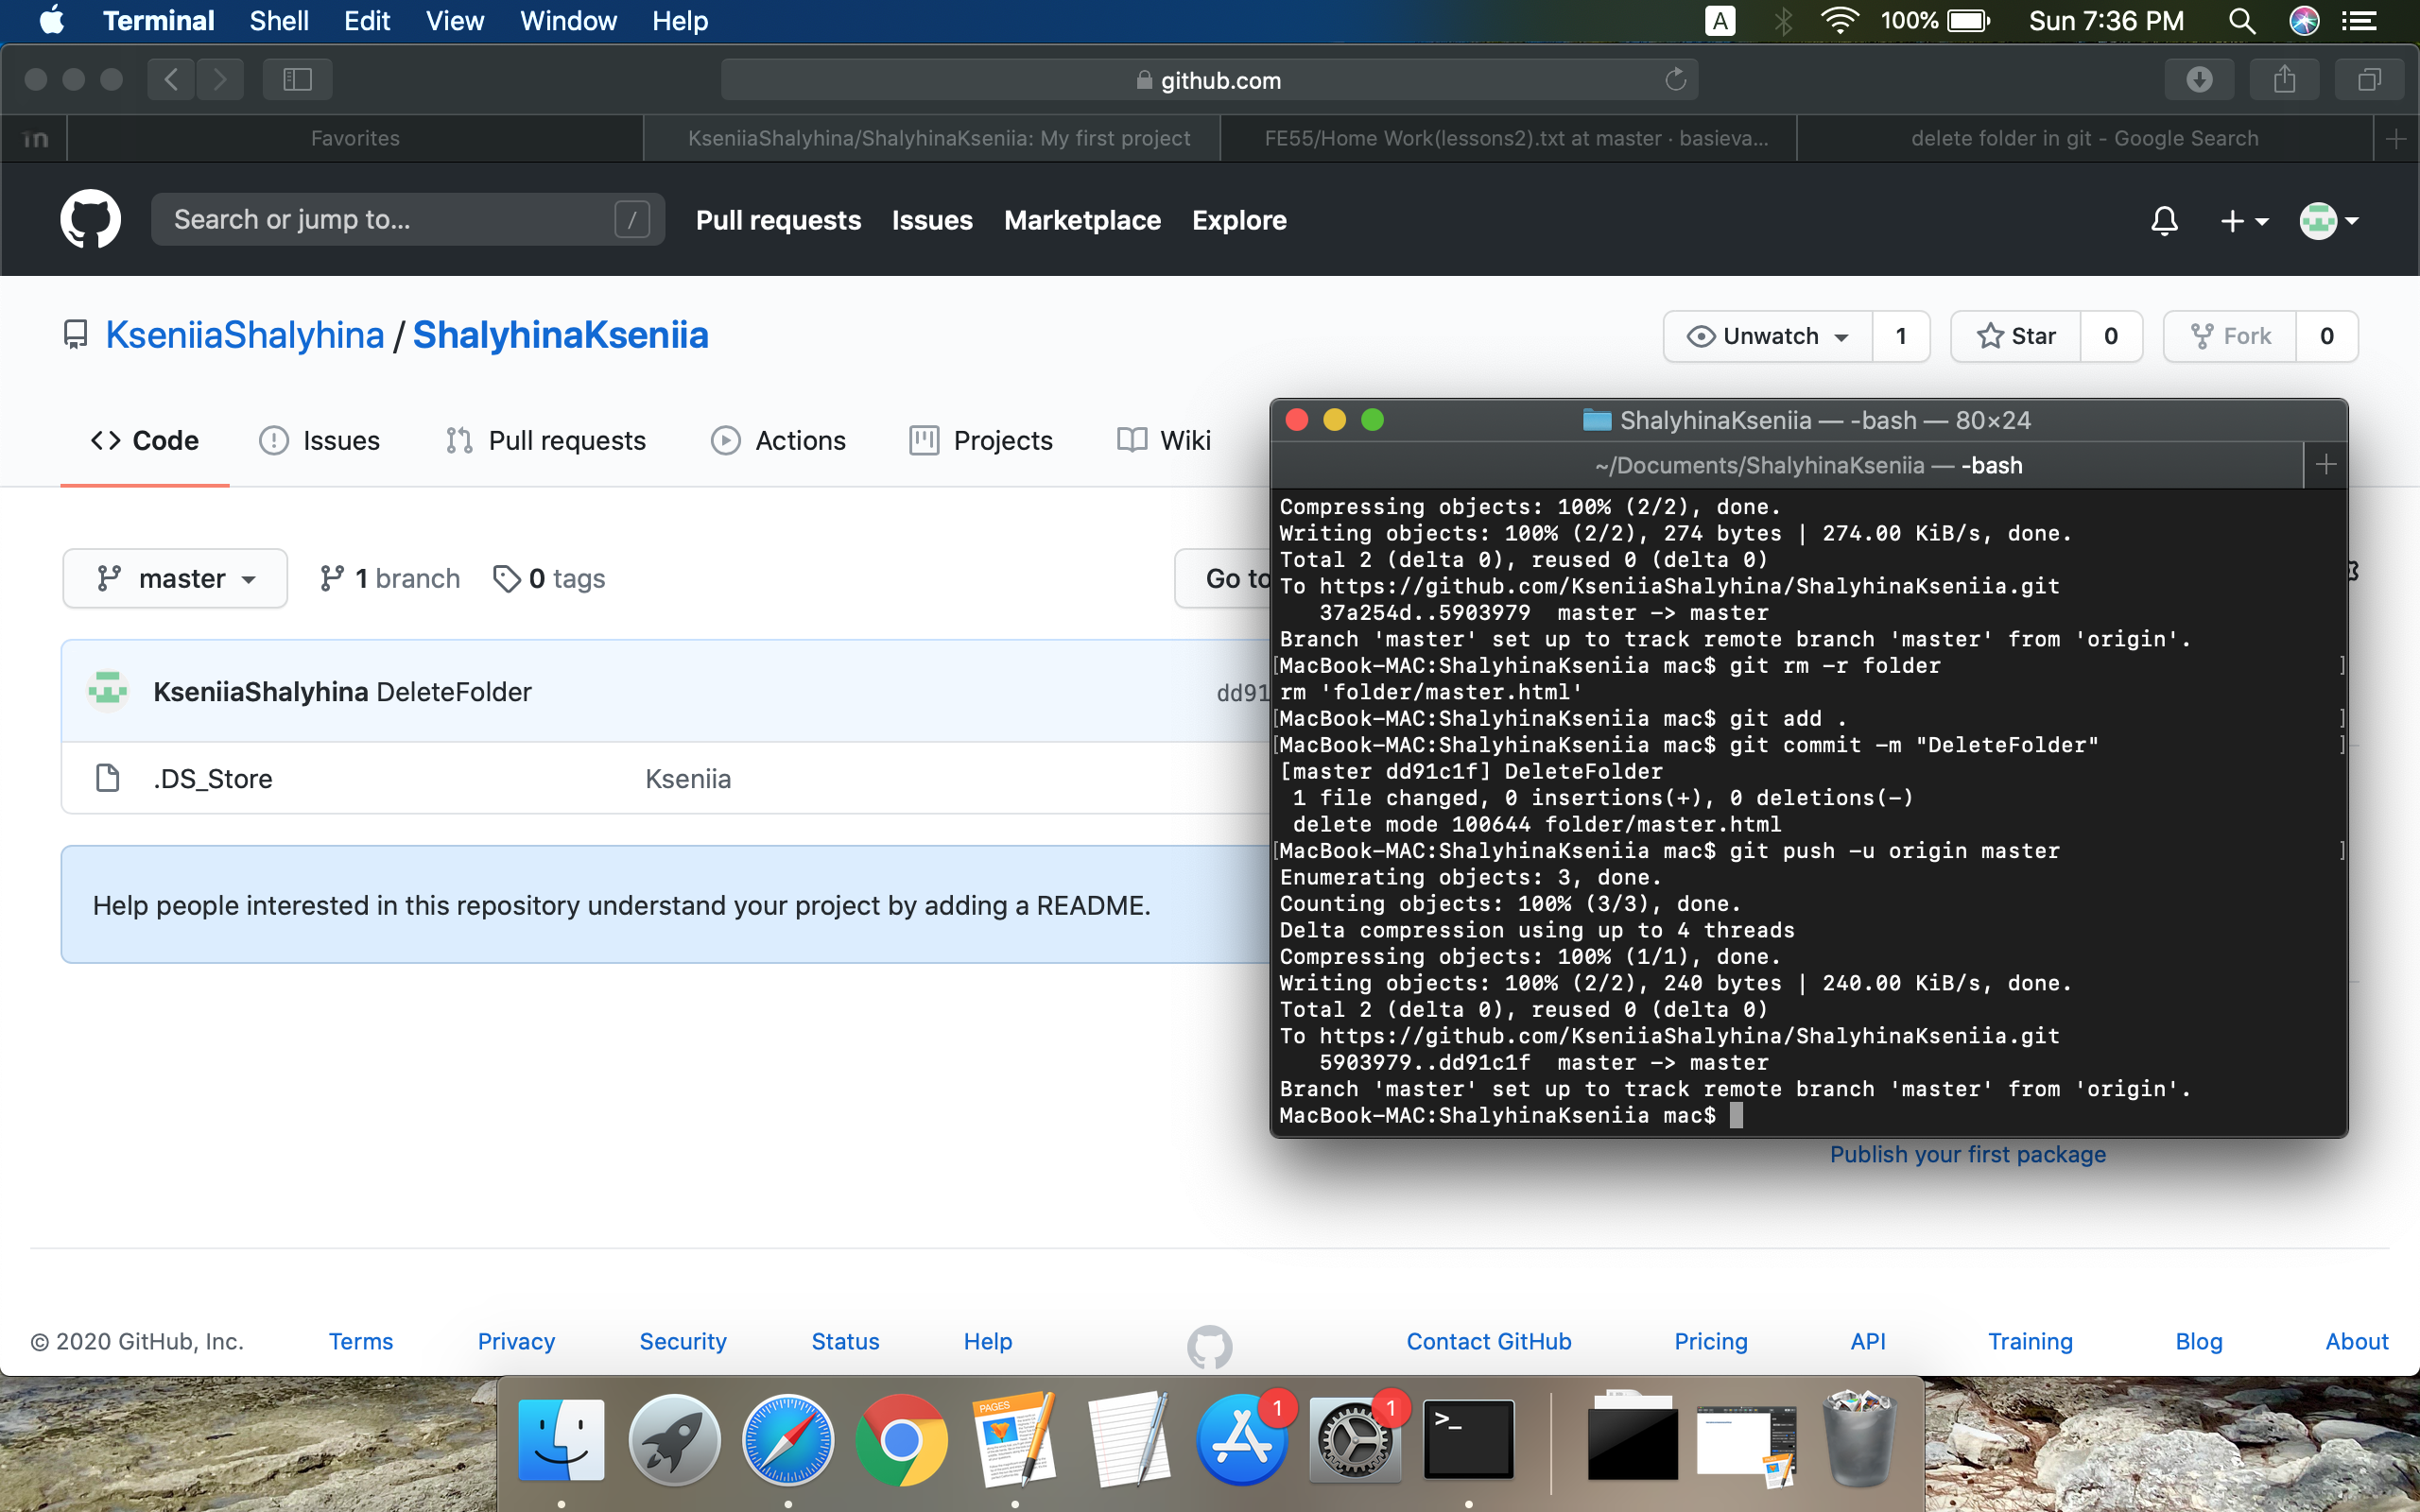 Terminal Shell Edit View Window Help A 100% Sun 7:36 PM
github.com
in Favorites KseniiaShalyhina/ShalyhinaKseniia: My first project FE55/Home Work(lessons2).txt at master · basieva... delete folder in git - Google Search
Search or jump to... / Pull requests Issues Marketplace Explore
KseniiaShalyhina / ShalyhinaKseniia Unwatch 1 Star 0 Fork 0
Code Issues Pull requests Actions Projects Wiki
master 1 branch 0 tags Go to
KseniiaShalyhina DeleteFolder dd91
.DS_Store Kseniia
Help people interested in this repository understand your project by adding a README.
ShalyhinaKseniia — -bash — 80×24
~/Documents/ShalyhinaKseniia — -bash
Compressing objects: 100% (2/2), done.
Writing objects: 100% (2/2), 274 bytes | 274.00 KiB/s, done.
Total 2 (delta 0), reused 0 (delta 0)
To https://github.com/KseniiaShalyhina/ShalyhinaKseniia.git
37a254d..5903979 master -> master
Branch 'master' set up to track remote branch 'master' from 'origin'.
[MacBook-MAC:ShalyhinaKseniia mac$ git rm -r folder ]
rm 'folder/master.html'
[MacBook-MAC:ShalyhinaKseniia mac$ git add . ]
[MacBook-MAC:ShalyhinaKseniia mac$ git commit -m "DeleteFolder" ]
[master dd91c1f] DeleteFolder
1 file changed, 0 insertions(+), 0 deletions(-)
delete mode 100644 folder/master.html
[MacBook-MAC:ShalyhinaKseniia mac$ git push -u origin master ]
Enumerating objects: 3, done.
Counting objects: 100% (3/3), done.
Delta compression using up to 4 threads
Compressing objects: 100% (1/1), done.
Writing objects: 100% (2/2), 240 bytes | 240.00 KiB/s, done.
Total 2 (delta 0), reused 0 (delta 0)
To https://github.com/KseniiaShalyhina/ShalyhinaKseniia.git
5903979..dd91c1f master -> master
Branch 'master' set up to track remote branch 'master' from 'origin'.
MacBook-MAC:ShalyhinaKseniia mac$
Publish your first package
© 2020 GitHub, Inc. Terms Privacy Security Status Help Contact GitHub Pricing API Training Blog About
PAGES 1 1 >_